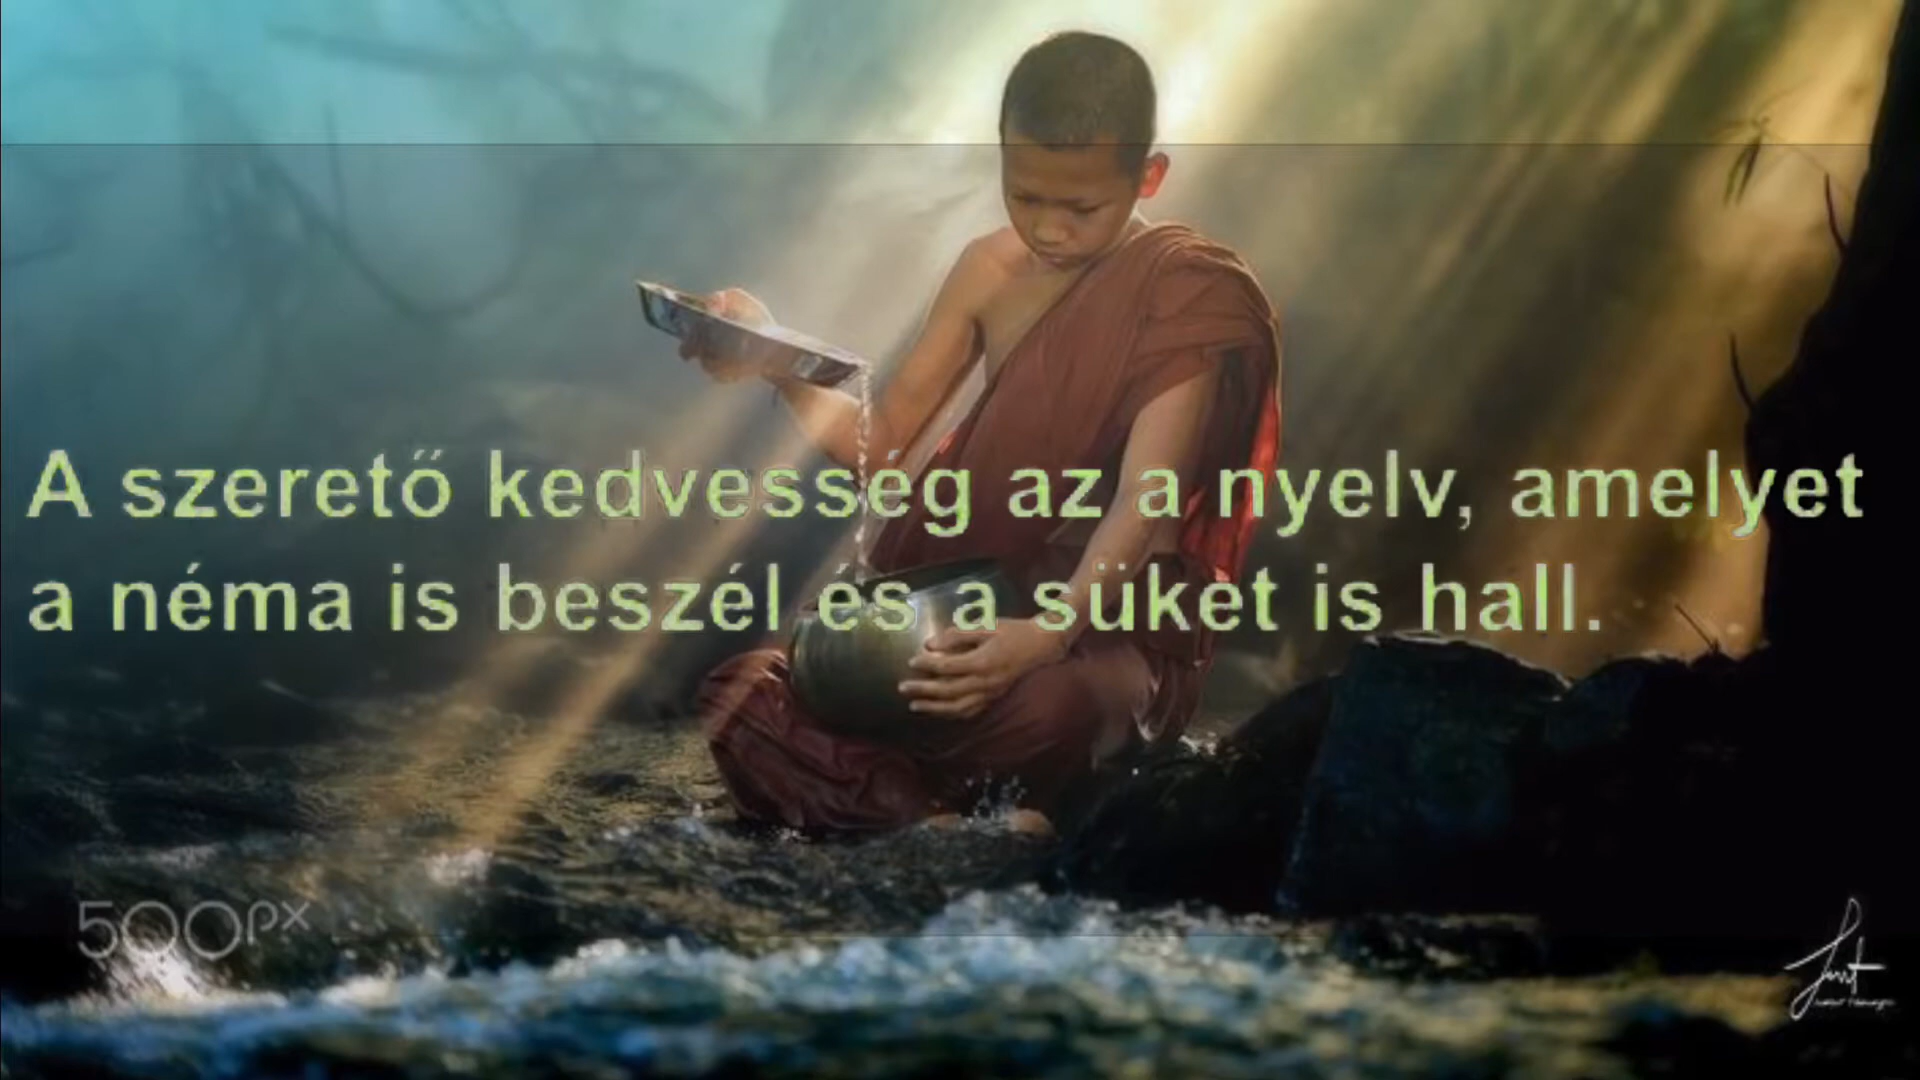 A szerető kedvesség az a nyelv, amelyet
a néma is beszél és a süket is hall.
500px